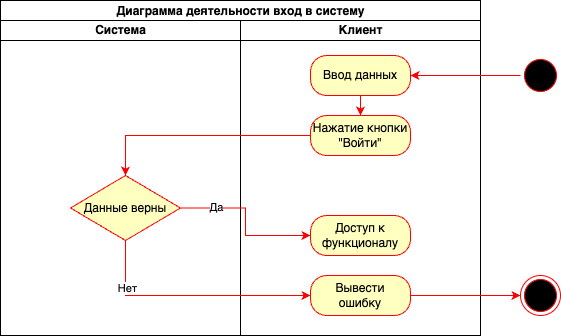 Диаграмма деятельности вход в систему
Система
Клиент
Ввод данных
Нажатие кнопки
"Войти"
Данные верны
Да
Доступ к
функционалу
Нет
Вывести
ошибку